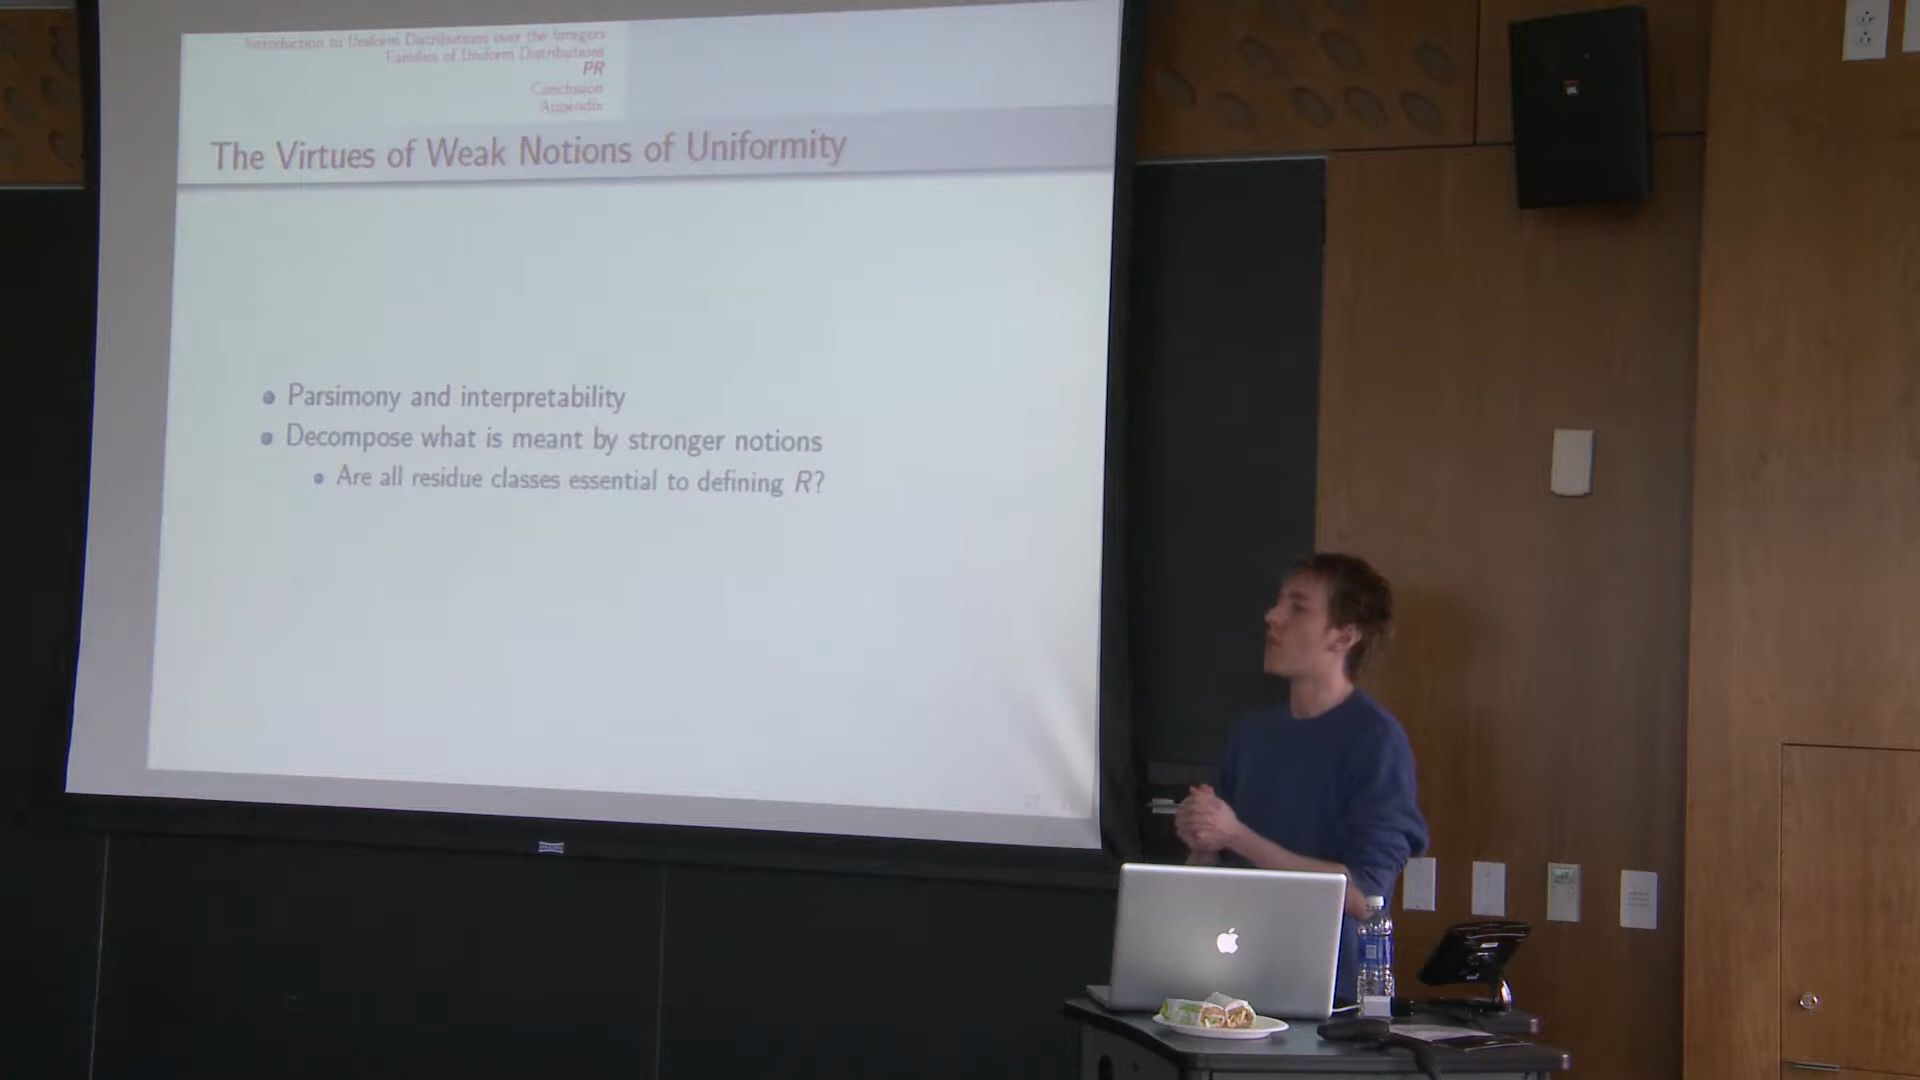 Introduction to Uniform Distributions over the Integers
Families of Uniform Distributions
PR
Conclusion
Appendix
The Virtues of Weak Notions of Uniformity
Parsimony and interpretability
Decompose what is meant by stronger notions
Are all residue classes essential to defining R?